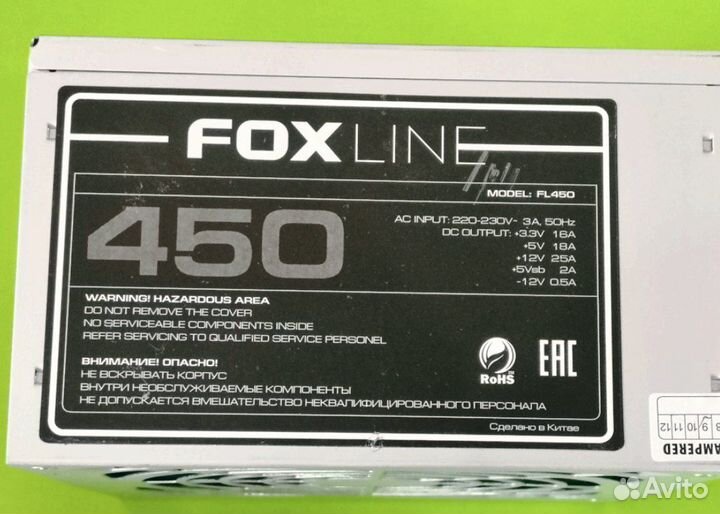 FOXLINE
MODEL: FL450
450
AC INPUT: 220-230V~ 3A, 50Hz
DC OUTPUT: +3.3V 16A
+5V 18A
+12V 25A
+5Vsb 2A
-12V 0.5A
WARNING! HAZARDOUS AREA
DO NOT REMOVE THE COVER
NO SERVICEABLE COMPONENTS INSIDE
REFER SERVICING TO QUALIFIED SERVICE PERSONEL
ВНИМАНИЕ! ОПАСНО!
НЕ ВСКРЫВАТЬ КОРПУС
ВНУТРИ НЕОБСЛУЖИВАЕМЫЕ КОМПОНЕНТЫ
НЕ ДОПУСКАЕТСЯ ВМЕШАТЕЛЬСТВО НЕКВАЛИФИЦИРОВАННОГО ПЕРСОНАЛА
RoHS
EAC
Сделано в Китае
8 9 10 11 12
AMPERED
Avito